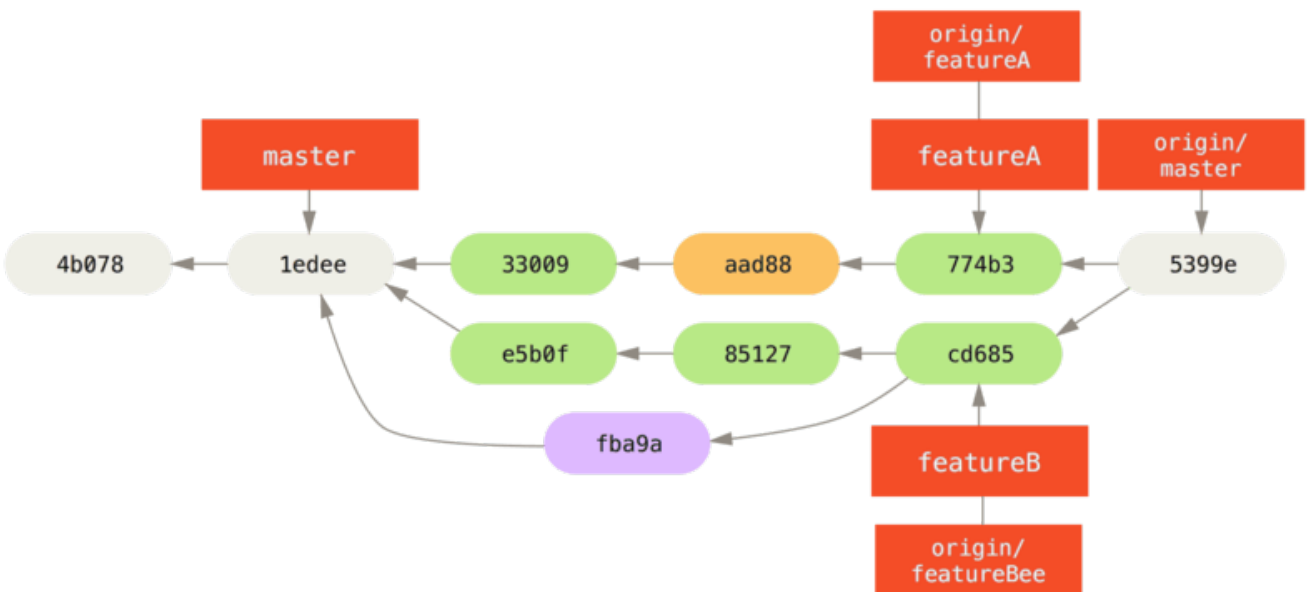 origin/
featureA
master
featureA
origin/
master
4b078
1edee
33009
aad88
774b3
5399e
e5b0f
85127
cd685
fba9a
featureB
origin/
featureBee